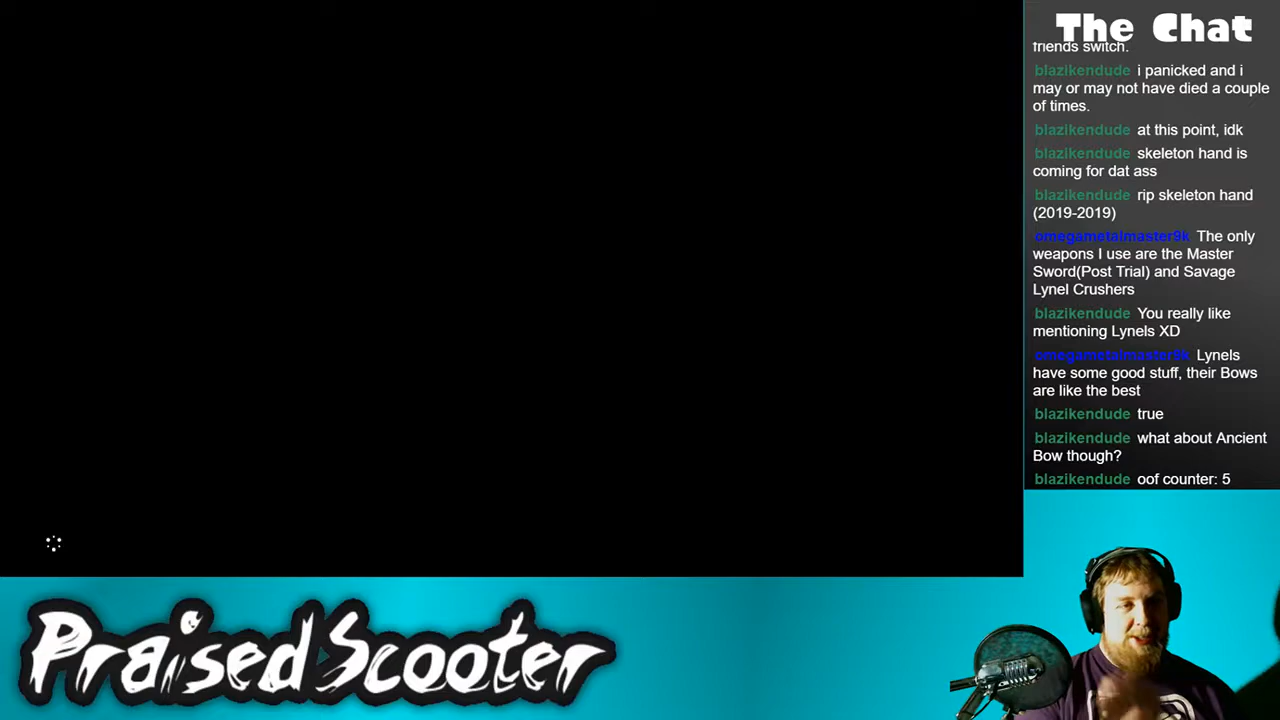 The Chat
friends switch.
blazikendude i panicked and i
may or may not have died a couple
of times.
blazikendude at this point, idk
blazikendude skeleton hand is
coming for dat ass
blazikendude rip skeleton hand
(2019-2019)
omegametalmaster9k The only
weapons I use are the Master
Sword(Post Trial) and Savage
Lynel Crushers
blazikendude You really like
mentioning Lynels XD
omegametalmaster9k Lynels
have some good stuff, their Bows
are like the best
blazikendude true
blazikendude what about Ancient
Bow though?
blazikendude oof counter: 5
Praised Scooter